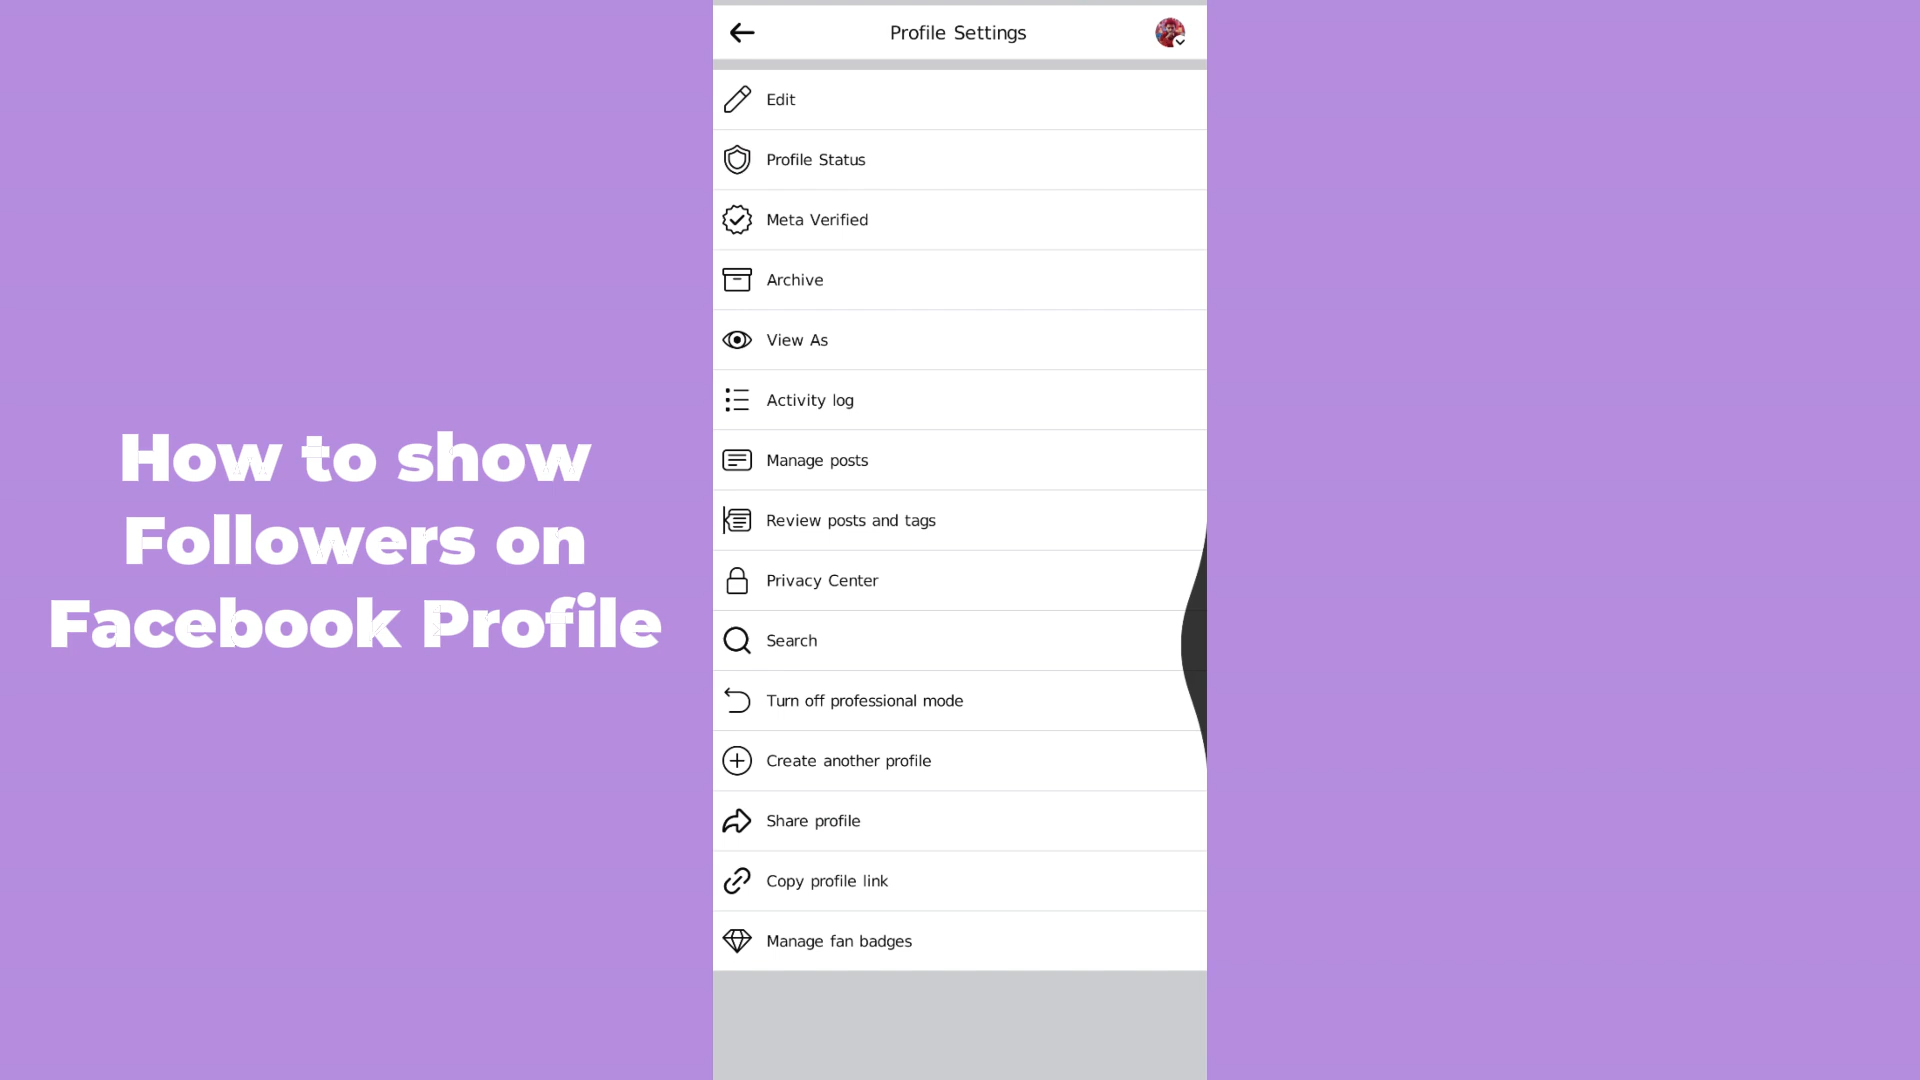 How to show
Followers on
Facebook Profile
Profile Settings
Edit
Profile Status
Meta Verified
Archive
View As
Activity log
Manage posts
Review posts and tags
Privacy Center
Search
Turn off professional mode
Create another profile
Share profile
Copy profile link
Manage fan badges